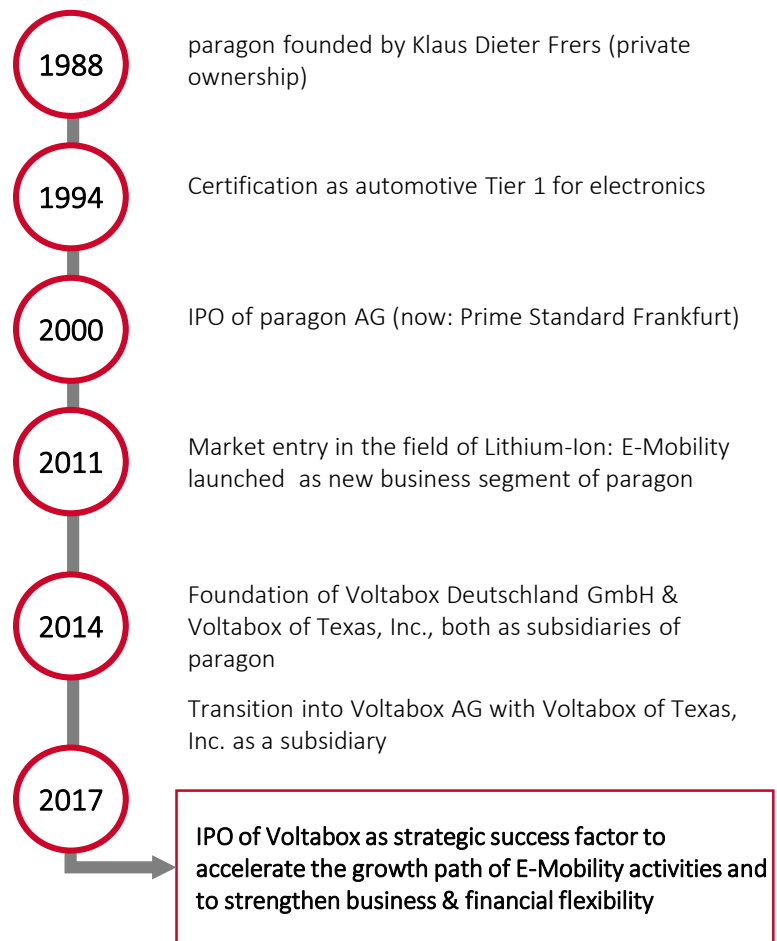 1988
paragon founded by Klaus Dieter Frers (private
ownership)
1994
Certification as automotive Tier 1 for electronics
2000
IPO of paragon AG (now: Prime Standard Frankfurt)
2011
Market entry in the field of Lithium-Ion: E-Mobility
launched as new business segment of paragon
2014
Foundation of Voltabox Deutschland GmbH &
Voltabox of Texas, Inc., both as subsidiaries of
paragon
2017
Transition into Voltabox AG with Voltabox of Texas,
Inc. as a subsidiary
IPO of Voltabox as strategic success factor to
accelerate the growth path of E-Mobility activities and
to strengthen business & financial flexibility